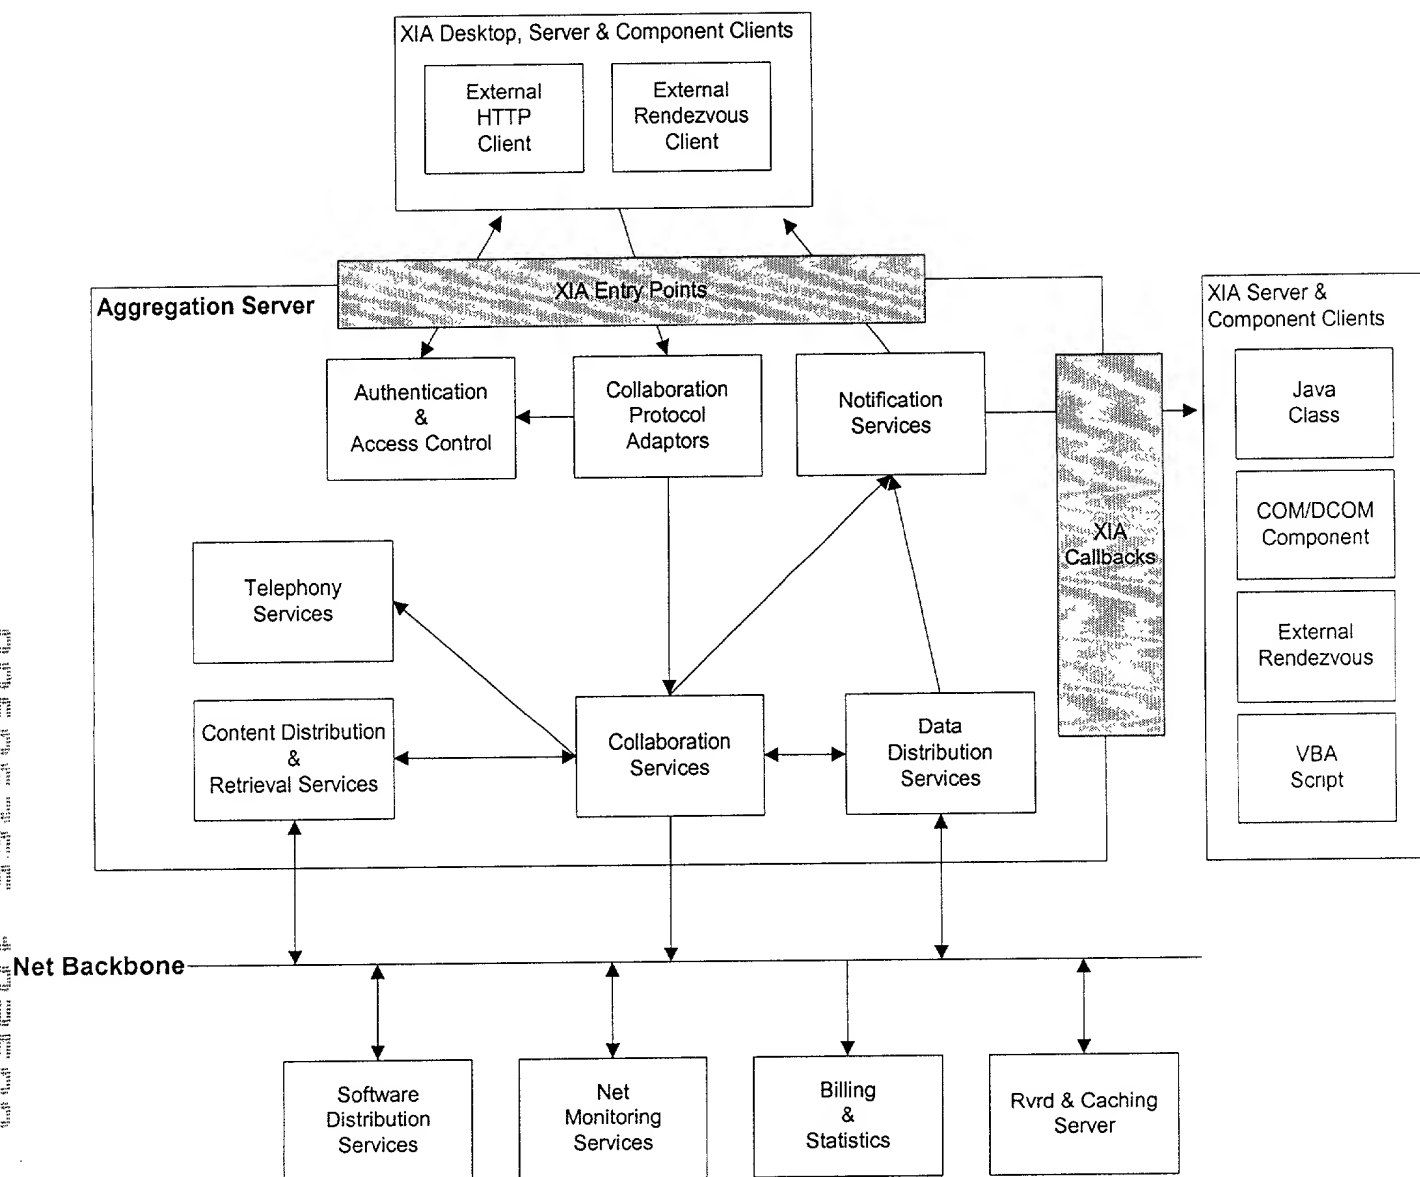 XIA Desktop, Server & Component Clients
External
HTTP
Client
External
Rendezvous
Client
XIA Entry Points
Aggregation Server
XIA Server &
Component Clients
Authentication
&
Access Control
Collaboration
Protocol
Adaptors
Notification
Services
Java
Class
COM/DCOM
Component
XIA
Callbacks
External
Rendezvous
VBA
Script
Telephony
Services
Content Distribution
&
Retrieval Services
Collaboration
Services
Data
Distribution
Services
Net Backbone
Software
Distribution
Services
Net
Monitoring
Services
Billing
&
Statistics
Rvrd & Caching
Server